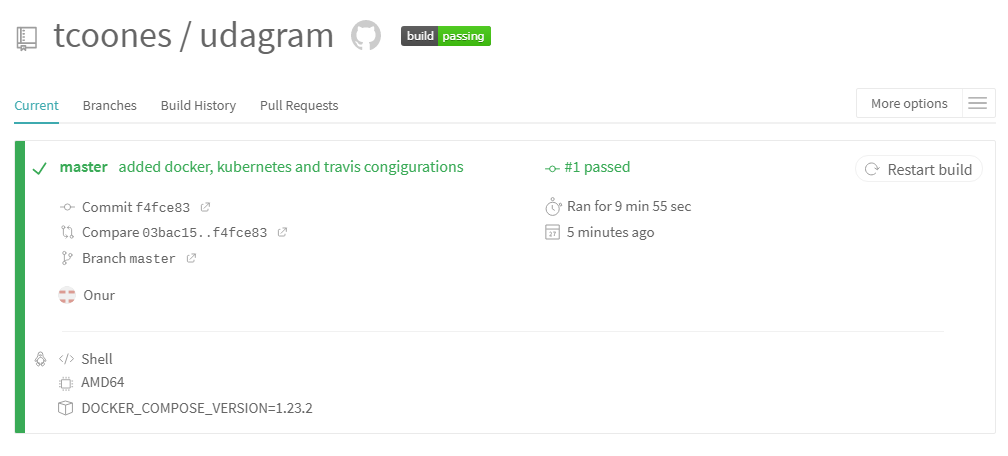 tcoones / udagram build passing
Current Branches Build History Pull Requests More options
master added docker, kubernetes and travis congigurations #1 passed Restart build
Commit f4fce83 Ran for 9 min 55 sec
Compare 03bac15..f4fce83 27 5 minutes ago
Branch master
Onur
</> Shell
AMD64
DOCKER_COMPOSE_VERSION=1.23.2